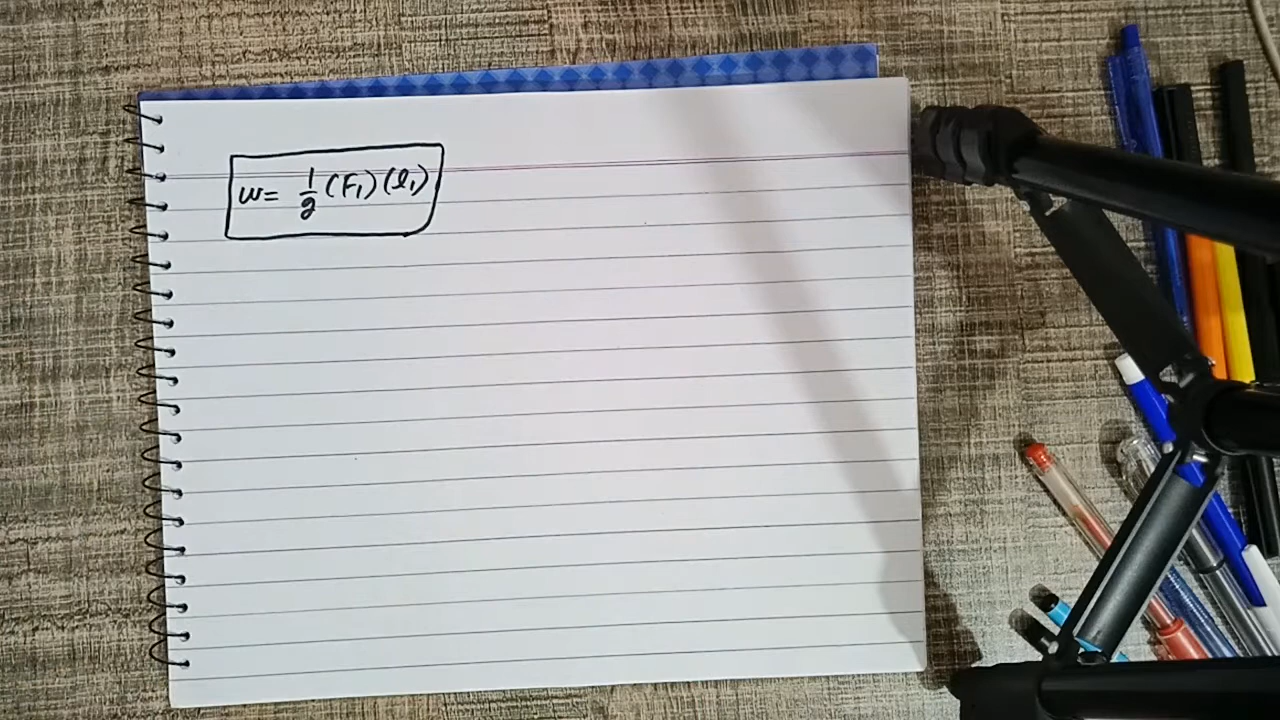 W = 1/2 (F₁) (l₁)